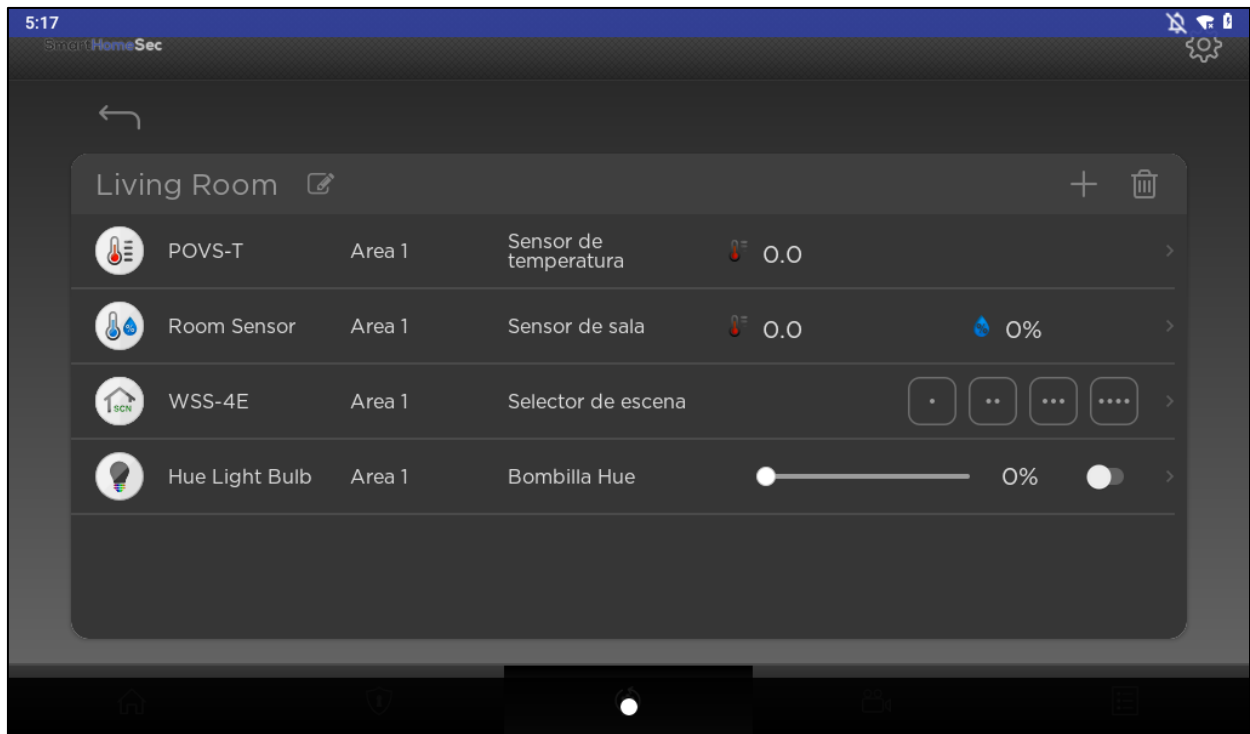 5:17
SmartHomeSec
Living Room
POVS-T Area 1 Sensor de temperatura 0.0
Room Sensor Area 1 Sensor de sala 0.0 0%
SCN WSS-4E Area 1 Selector de escena
Hue Light Bulb Area 1 Bombilla Hue 0%